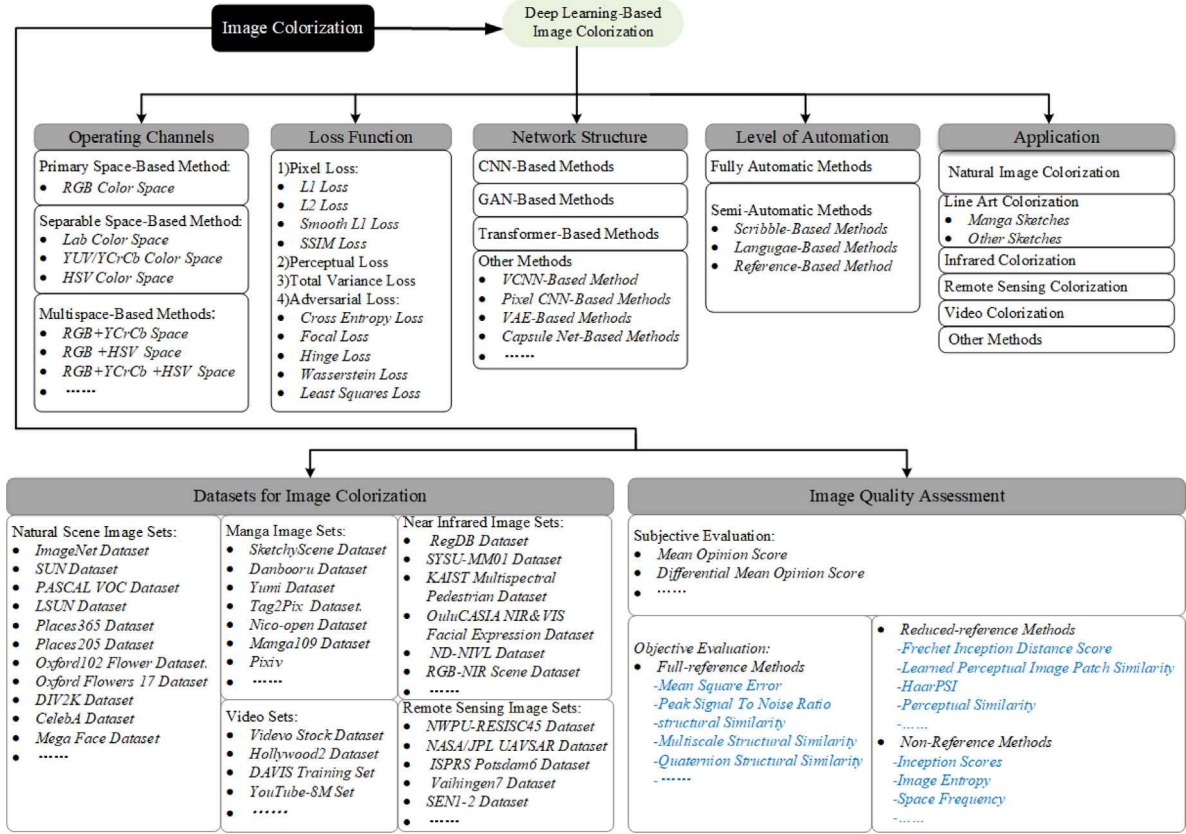 Image Colorization
Deep Learning-Based
Image Colorization
Operating Channels
Primary Space-Based Method:
● RGB Color Space
Separable Space-Based Method:
● Lab Color Space
● YUV/YCrCb Color Space
● HSV Color Space
Multispace-Based Methods:
● RGB+YCrCb Space
● RGB +HSV Space
● RGB+YCrCb +HSV Space
● ······
Loss Function
1)Pixel Loss:
● L1 Loss
● L2 Loss
● Smooth L1 Loss
● SSIM Loss
2)Perceptual Loss
3)Total Variance Loss
4)Adversarial Loss:
● Cross Entropy Loss
● Focal Loss
● Hinge Loss
● Wasserstein Loss
● Least Squares Loss
Network Structure
CNN-Based Methods
GAN-Based Methods
Transformer-Based Methods
Other Methods
● VCNN-Based Method
● Pixel CNN-Based Methods
● VAE-Based Methods
● Capsule Net-Based Methods
● ······
Level of Automation
Fully Automatic Methods
Semi-Automatic Methods
● Scribble-Based Methods
● Langugae-Based Methods
● Reference-Based Method
Application
Natural Image Colorization
Line Art Colorization
● Manga Sketches
● Other Sketches
Infrared Colorization
Remote Sensing Colorization
Video Colorization
Other Methods
Datasets for Image Colorization
Natural Scene Image Sets:
● ImageNet Dataset
● SUN Dataset
● PASCAL VOC Dataset
● LSUN Dataset
● Places365 Dataset
● Places205 Dataset
● Oxford102 Flower Dataset.
● Oxford Flowers 17 Dataset
● DIV2K Dataset
● CelebA Dataset
● Mega Face Dataset
● ······
Manga Image Sets:
● SketchyScene Dataset
● Danbooru Dataset
● Yumi Dataset
● Tag2Pix Dataset.
● Nico-open Dataset
● Manga109 Dataset
● Pixiv
● ······
Video Sets:
● Videvo Stock Dataset
● Hollywood2 Dataset
● DAVIS Training Set
● YouTube-8M Set
● ······
Near Infrared Image Sets:
● RegDB Dataset
● SYSU-MM01 Dataset
● KAIST Multispectral
Pedestrian Dataset
● OuluCASIA NIR&VIS
Facial Expression Dataset
● ND-NIVL Dataset
● RGB-NIR Scene Dataset
● ······
Remote Sensing Image Sets:
● NWPU-RESISC45 Dataset
● NASA/JPL UAVSAR Dataset
● ISPRS Potsdam6 Dataset
● Vaihingen7 Dataset
● SEN1-2 Dataset
● ······
Image Quality Assessment
Subjective Evaluation:
● Mean Opinion Score
● Differential Mean Opinion Score
● ······
Objective Evaluation:
● Full-reference Methods
-Mean Square Error
-Peak Signal To Noise Ratio
-structural Similarity
-Multiscale Structural Similarity
-Quaternion Structural Similarity
- ······
● Reduced-reference Methods
-Frechet Inception Distance Score
-Learned Perceptual Image Patch Similarity
-HaarPSI
-Perceptual Similarity
-......
● Non-Reference Methods
-Inception Scores
-Image Entropy
-Space Frequency
-......